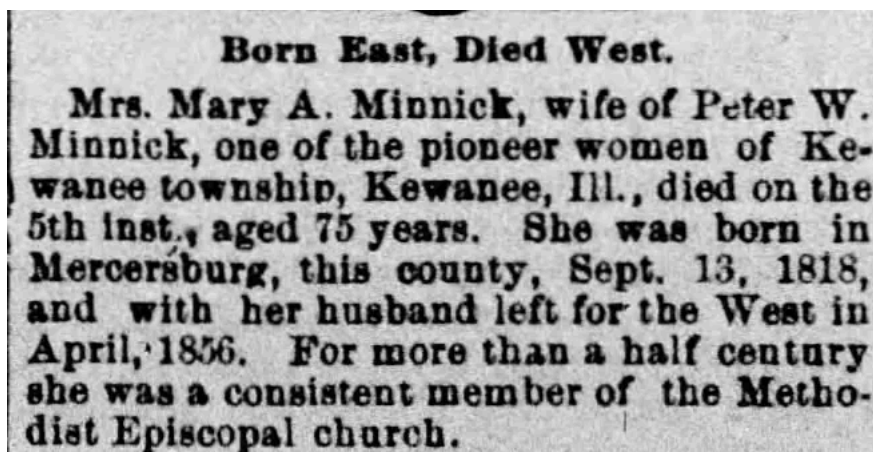 Born East, Died West.
Mrs. Mary A. Minnick, wife of Peter W.
Minnick, one of the pioneer women of Ke-
wanee township, Kewanee, Ill., died on the
5th inst., aged 75 years. She was born in
Mercersburg, this county, Sept. 13, 1818,
and with her husband left for the West in
April, 1856. For more than a half century
she was a consistent member of the Metho-
dist Episcopal church.